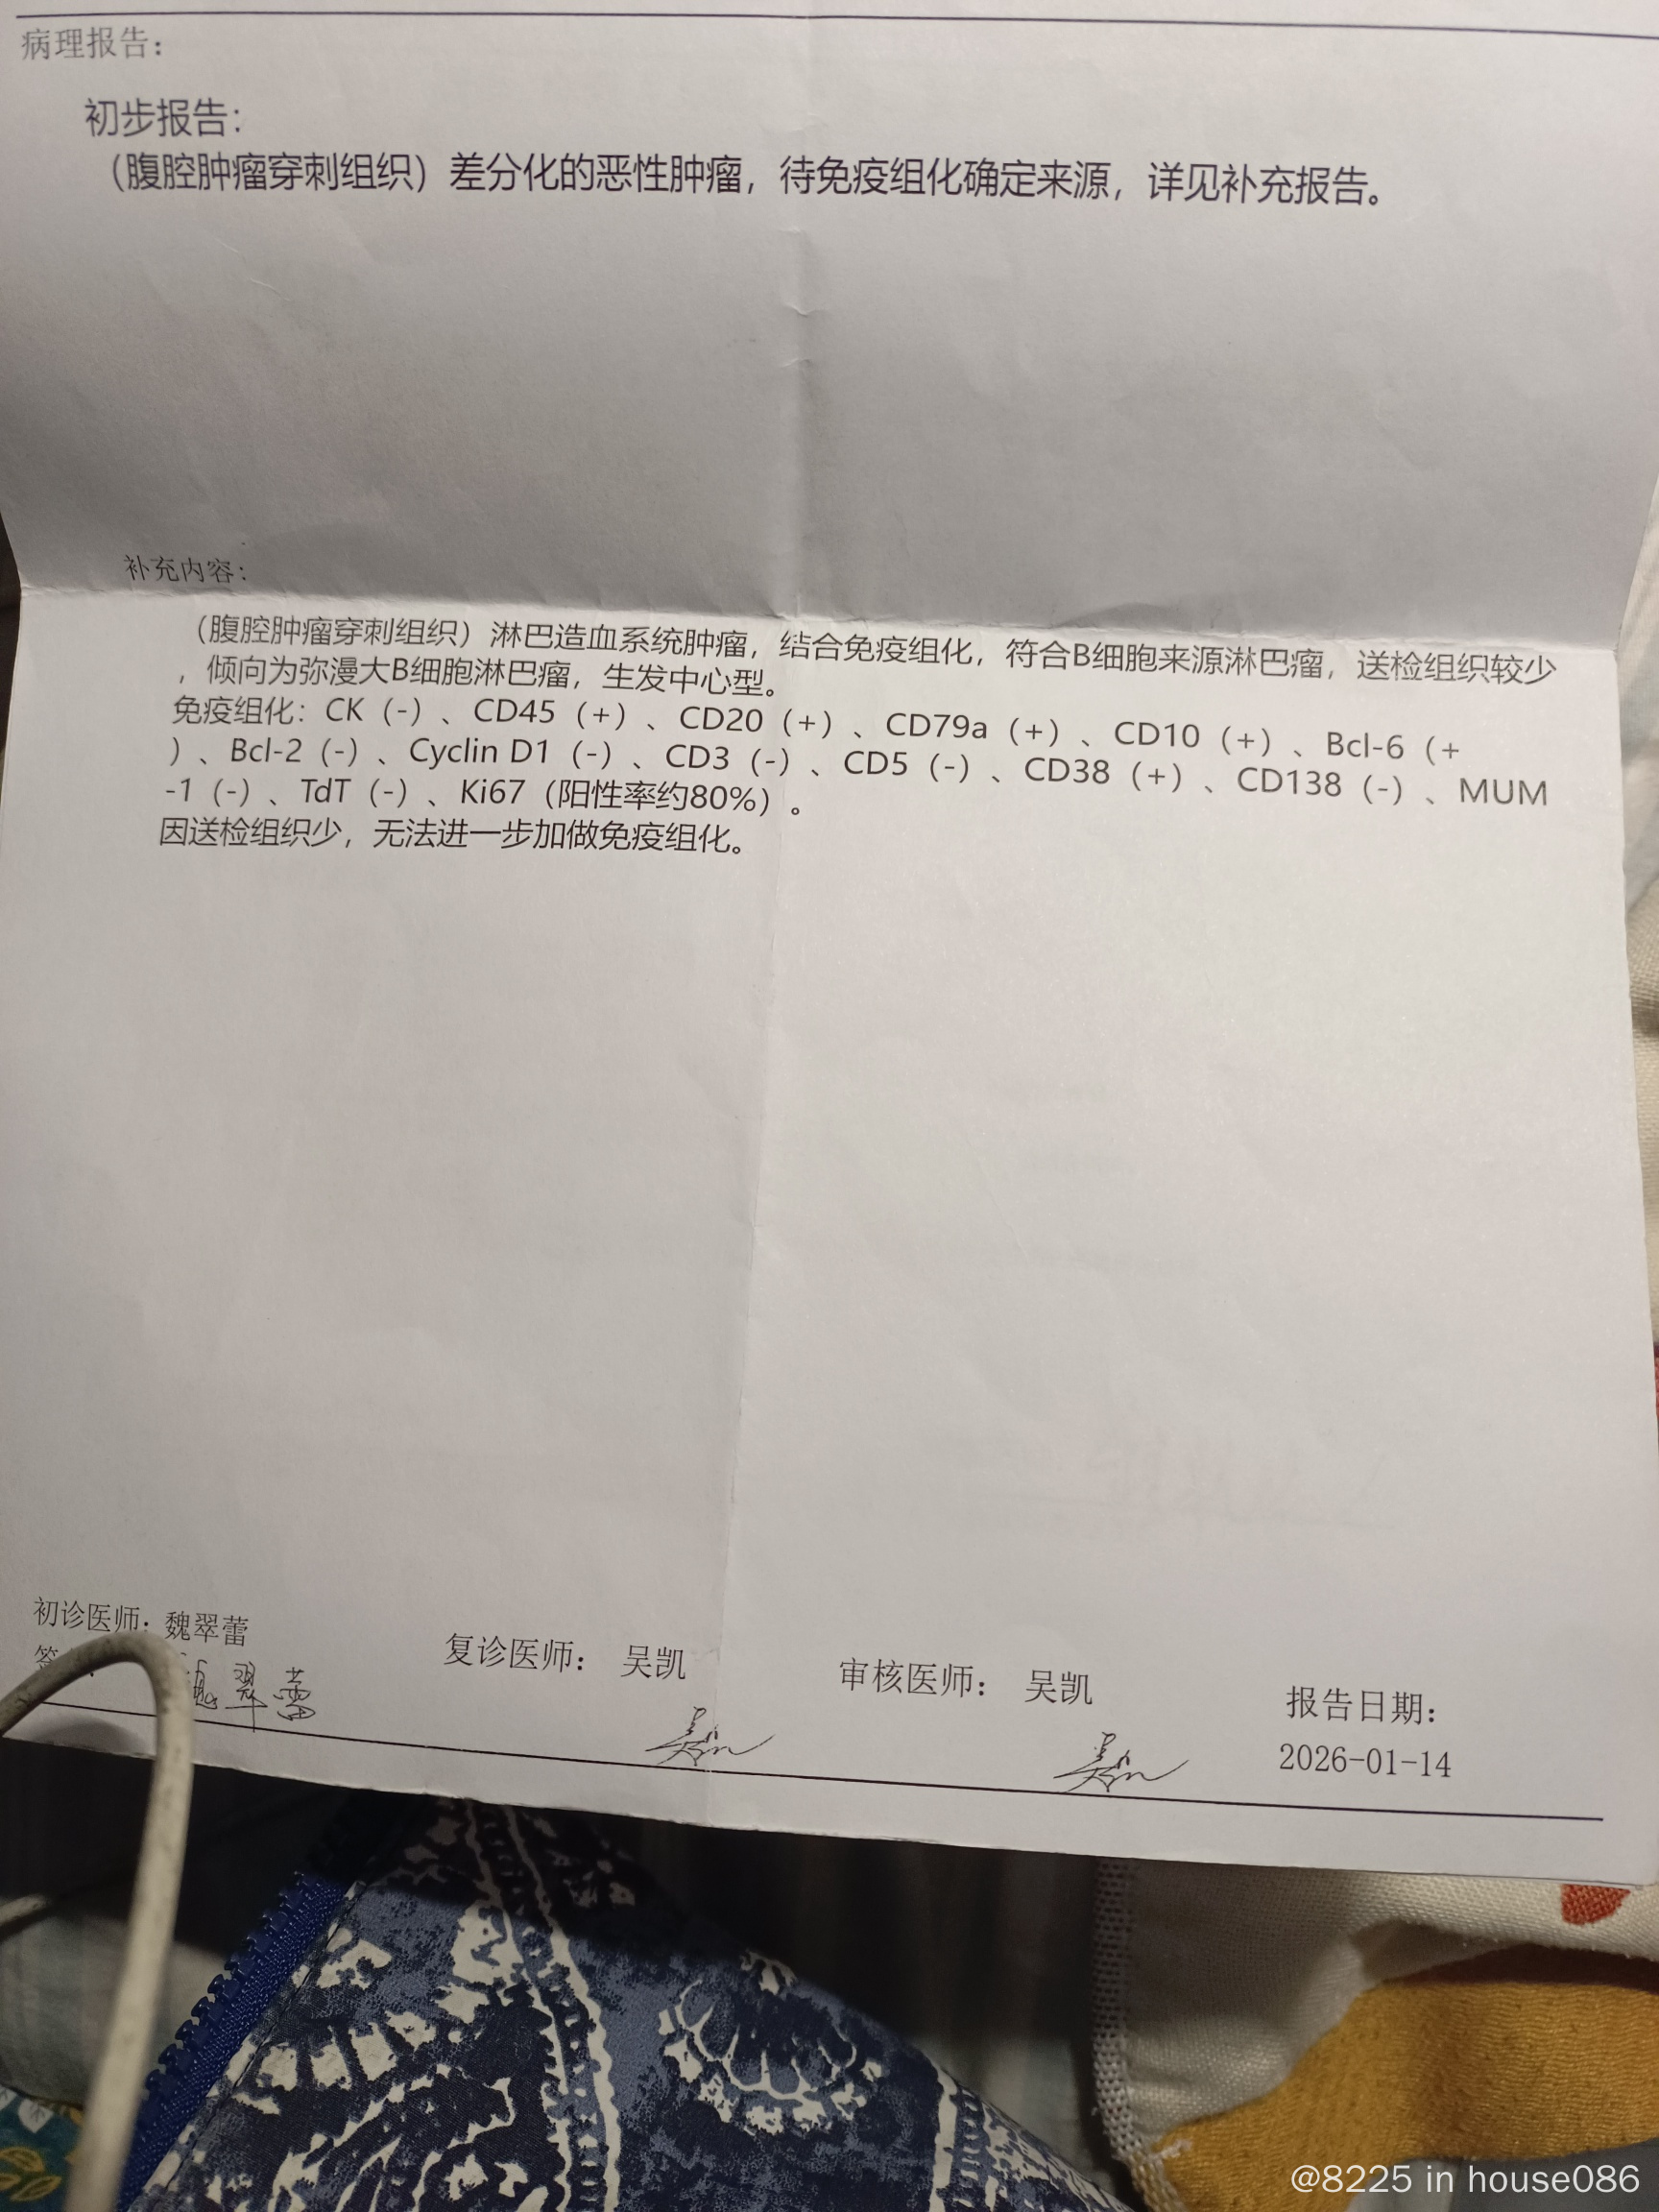 病理报告：
初步报告：
（腹腔肿瘤穿刺组织）差分化的恶性肿瘤，待免疫组化确定来源，详见补充报告。
补充内容：
（腹腔肿瘤穿刺组织）淋巴造血系统肿瘤，结合免疫组化，符合B细胞来源淋巴瘤，送检组织较少
，倾向为弥漫大B细胞淋巴瘤，生发中心型。
免疫组化：CK（-）、CD45（+）、CD20（+）、CD79a（+）、CD10（+）、Bcl-6（+
）、Bcl-2（-）、Cyclin D1（-）、CD3（-）、CD5（-）、CD38（+）、CD138（-）、MUM
-1（-）、TdT（-）、Ki67（阳性率约80%）。
因送检组织少，无法进一步加做免疫组化。
初诊医师：魏翠蕾
复诊医师： 吴凯
审核医师： 吴凯
报告日期：
签
翠蕾
吴凯
吴凯
2026-01-14
@8225 in house086